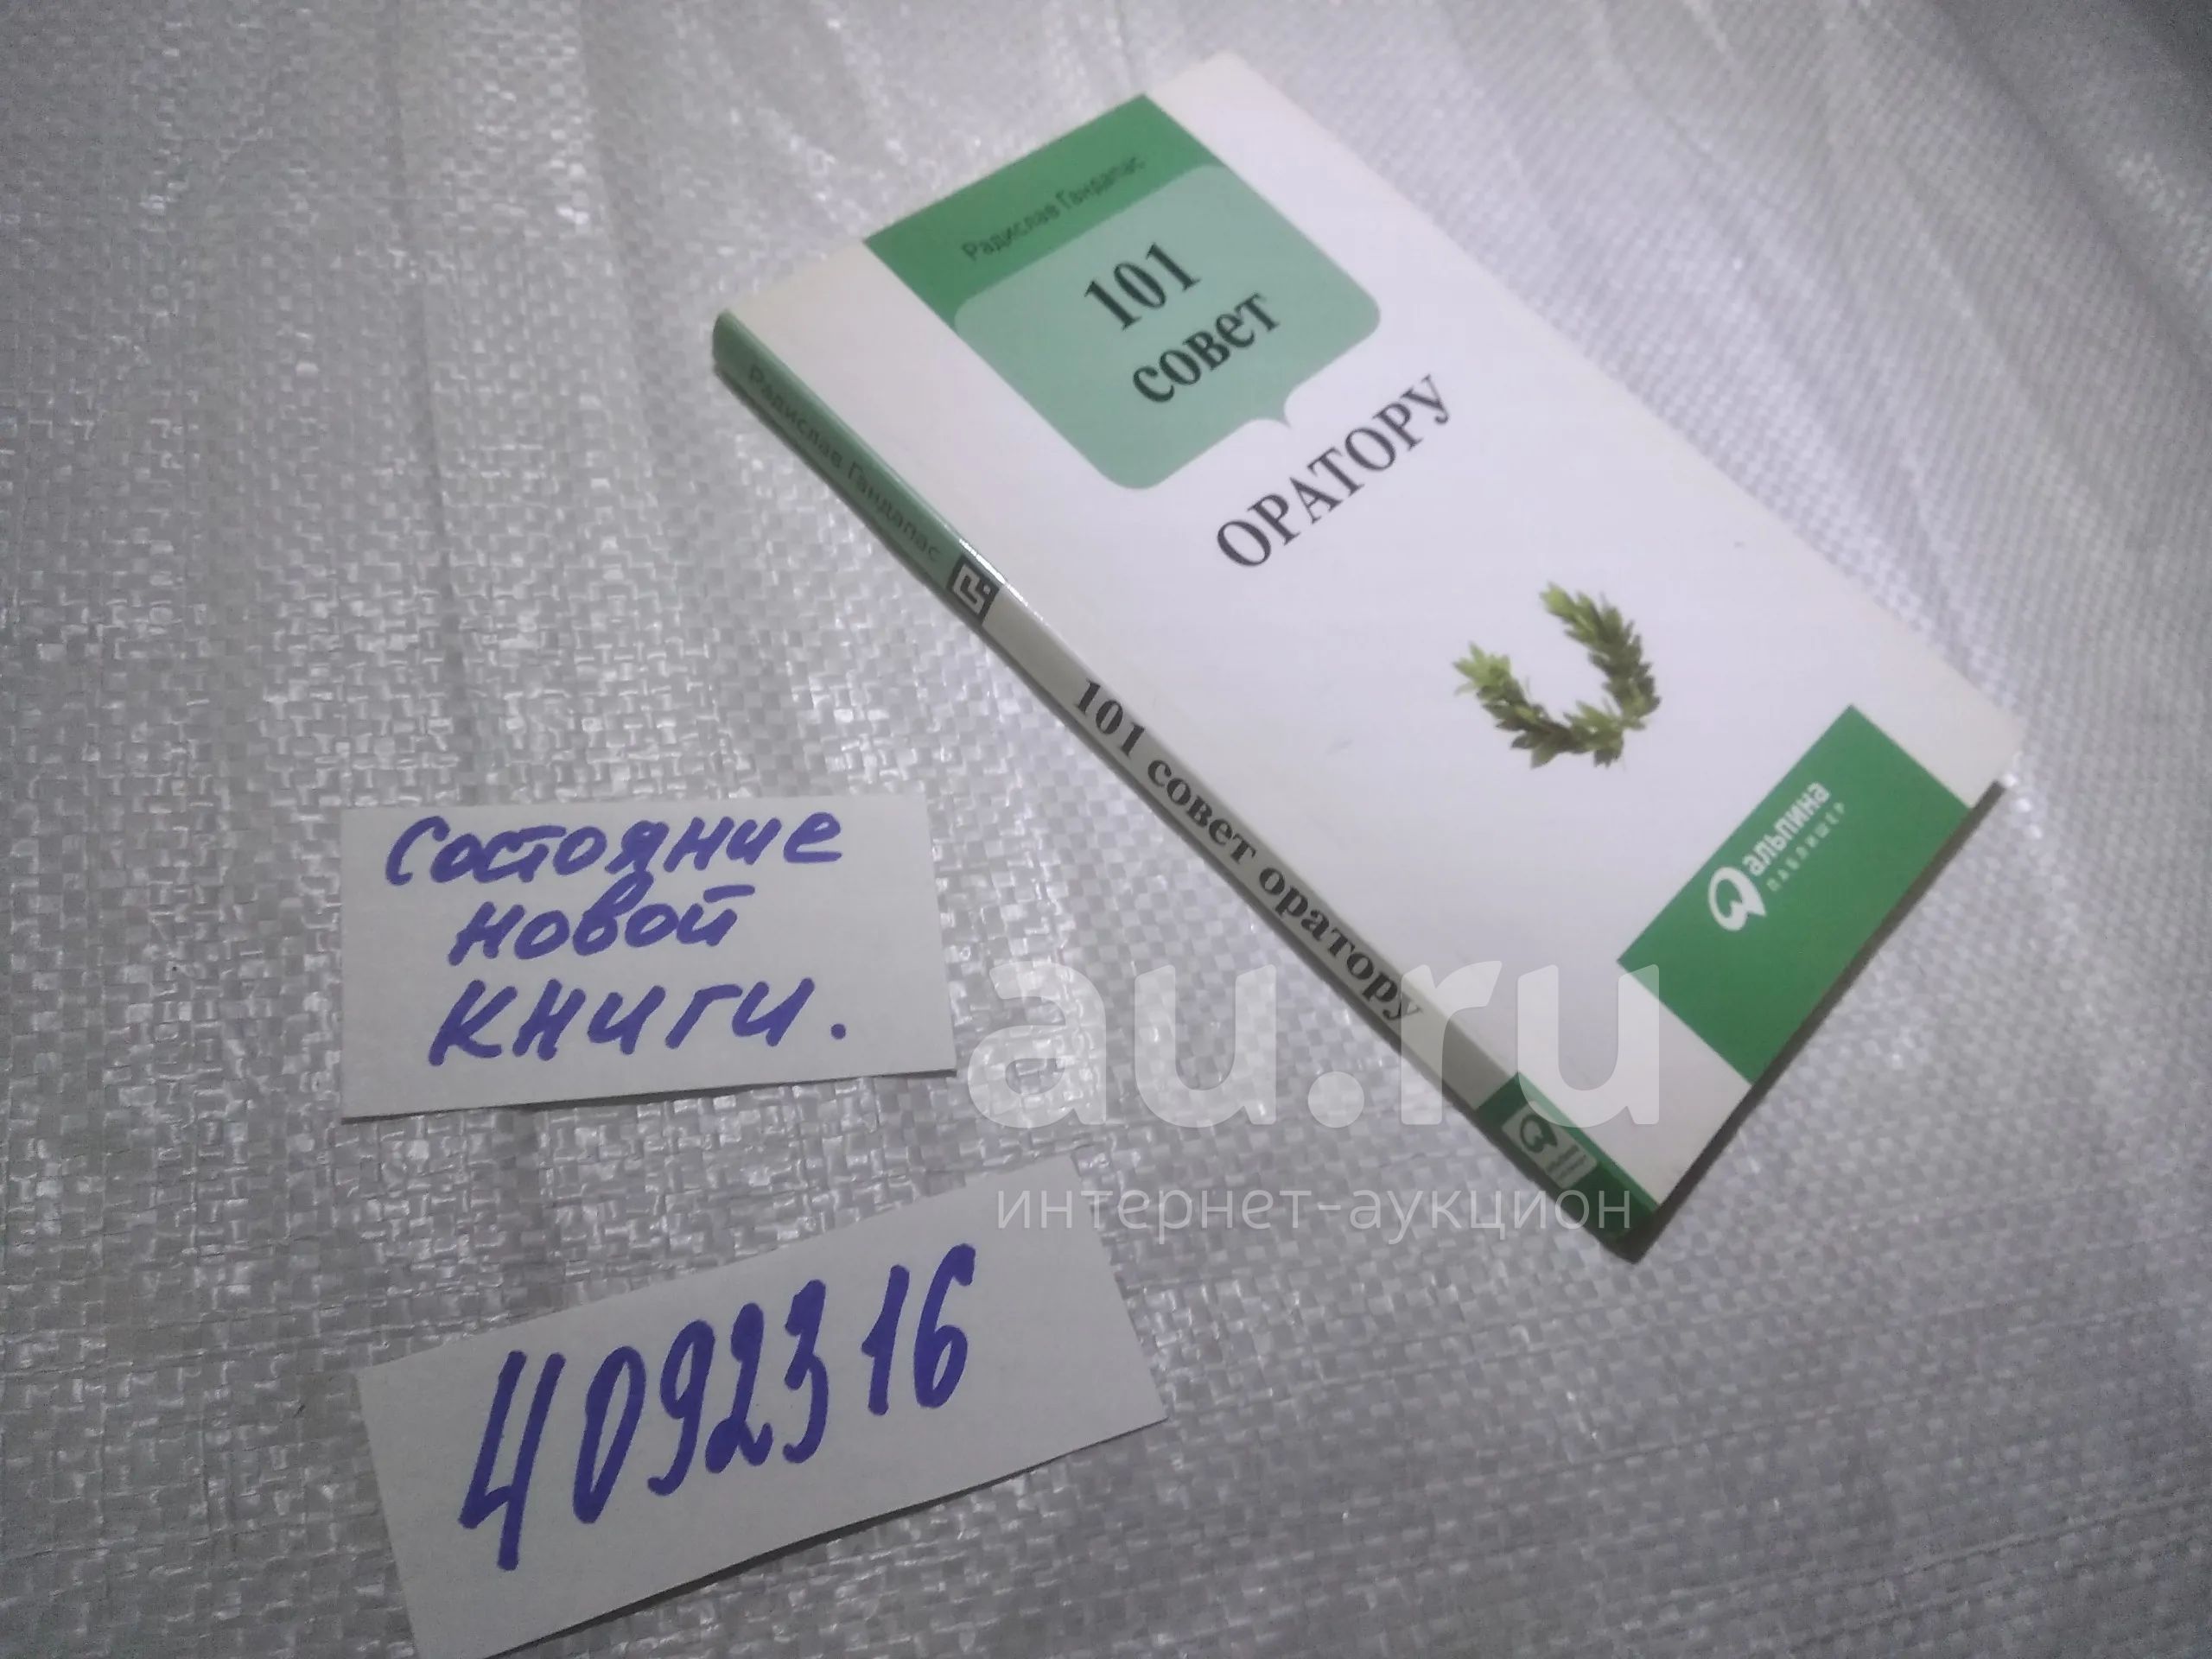 Радислав Гандапас
101
совет
ОРАТОРУ
альпина
ПАБЛИШЕР
Радислав Гандапас
101 совет оратору
Состояние
новой
книги.
4092316
au.ru
интернет-аукцион